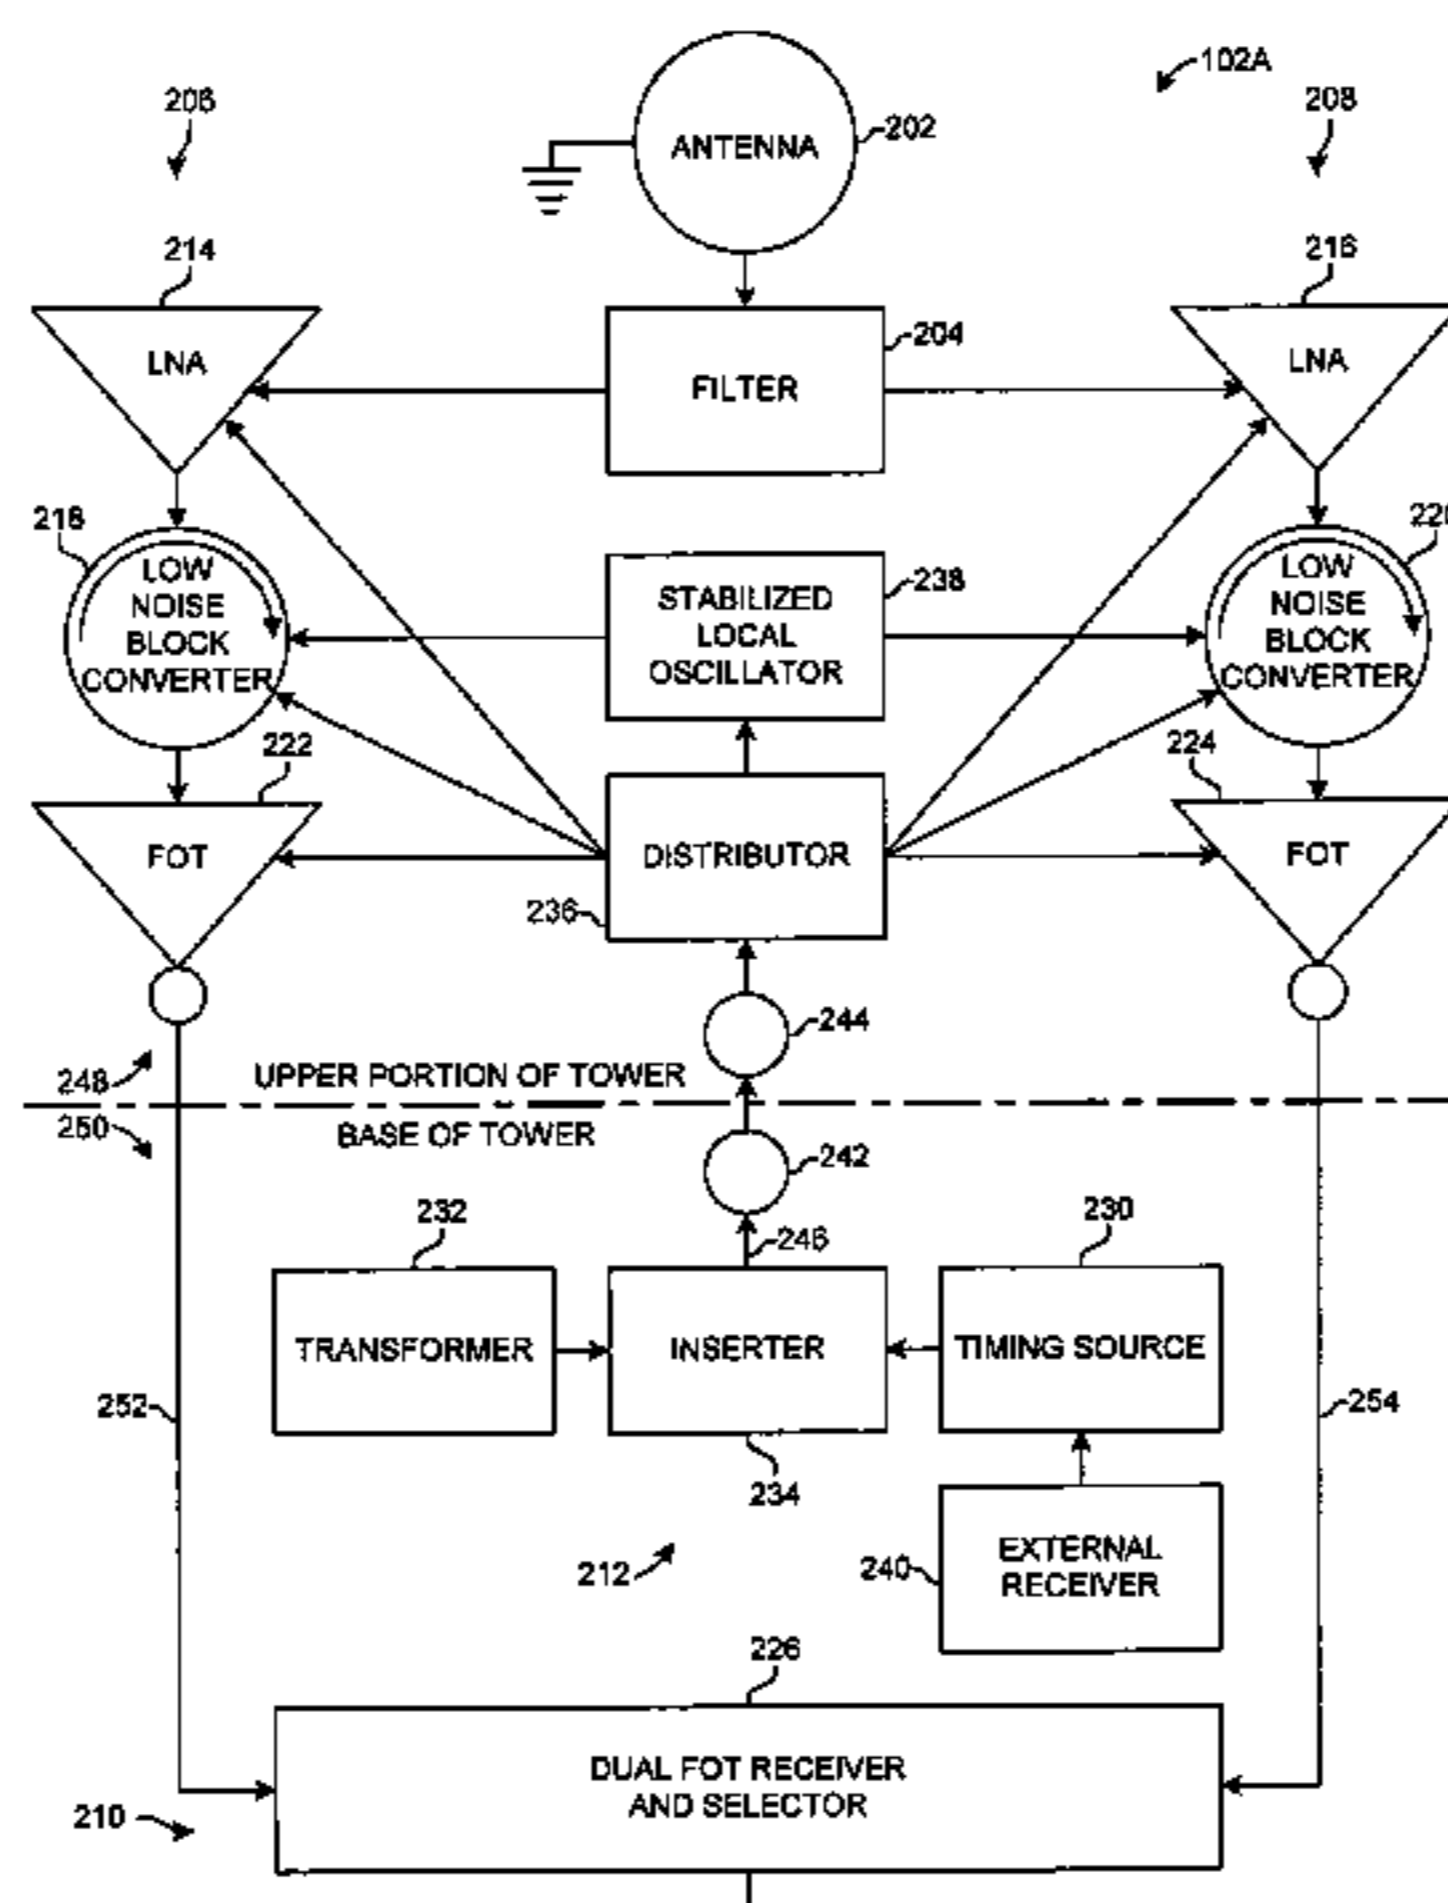 102A
206
208
ANTENNA
202
214
216
LNA
FILTER
204
LNA
218
LOW
NOISE
BLOCK
CONVERTER
STABILIZED
LOCAL
OSCILLATOR
238
LOW
NOISE
BLOCK
CONVERTER
222
224
FOT
DISTRIBUTOR
FOT
236
244
248
UPPER PORTION OF TOWER
250
BASE OF TOWER
242
232
246
230
TRANSFORMER
INSERTER
TIMING SOURCE
252
254
234
212
240
EXTERNAL
RECEIVER
226
DUAL FOT RECEIVER
AND SELECTOR
210